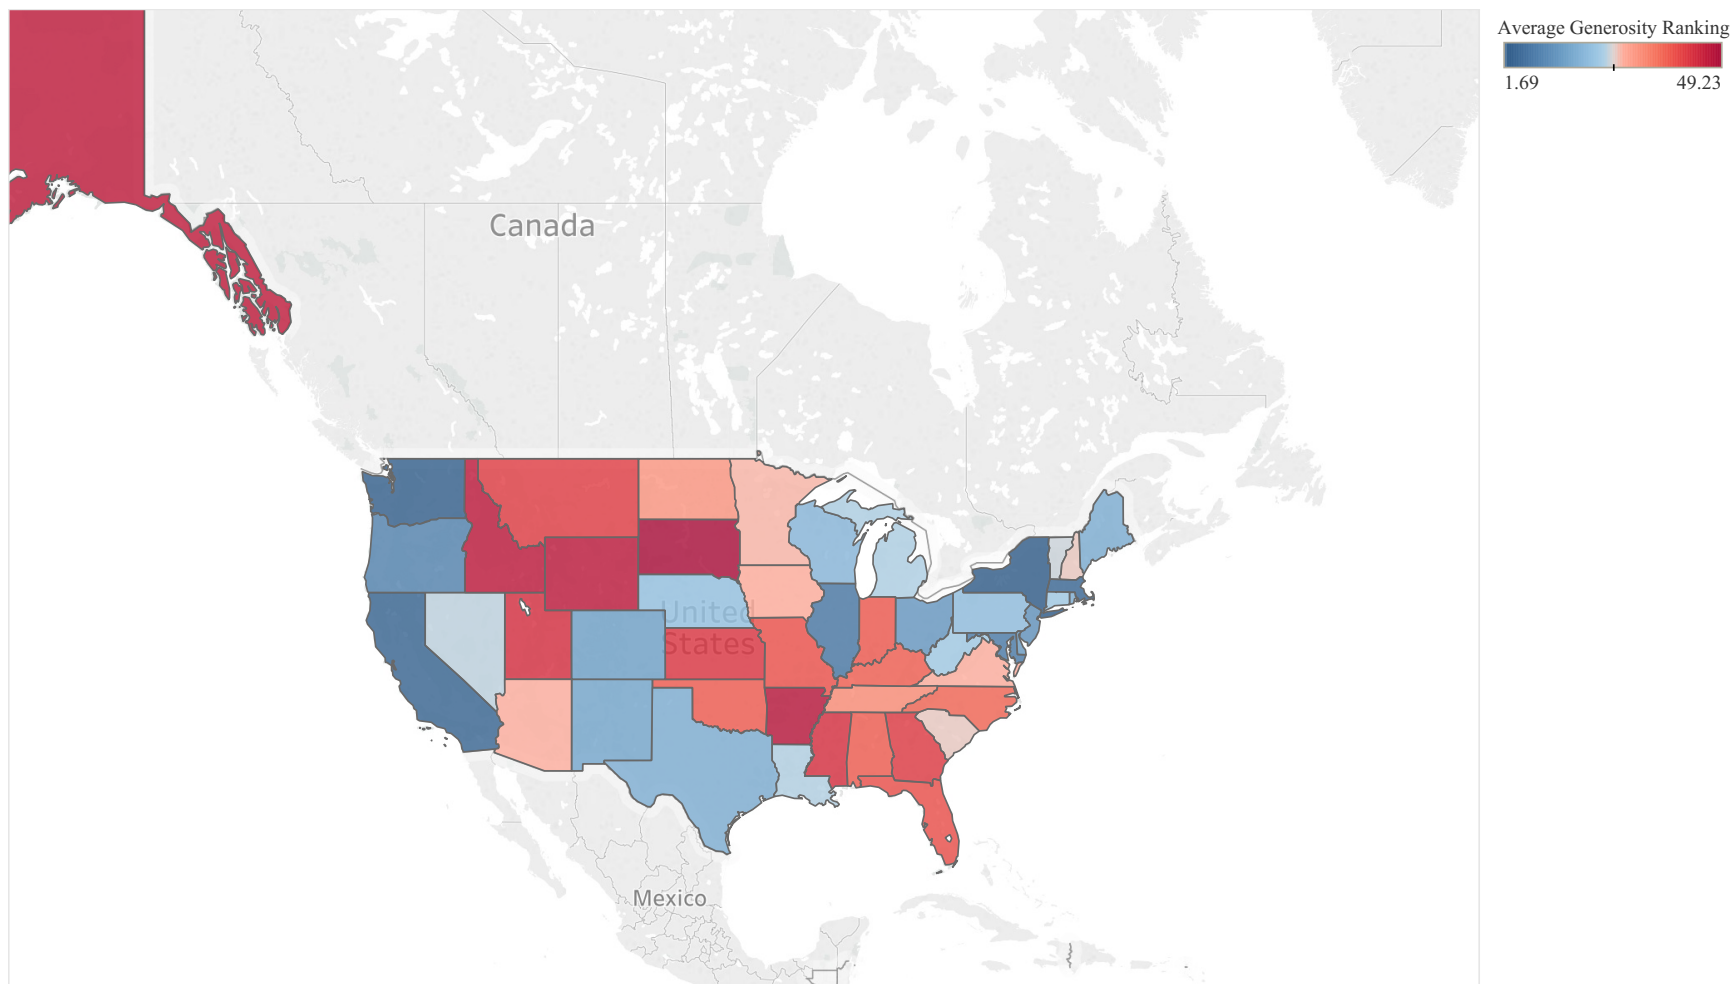 Average Generosity Ranking
1.69 49.23
Canada
United
States
Mexico